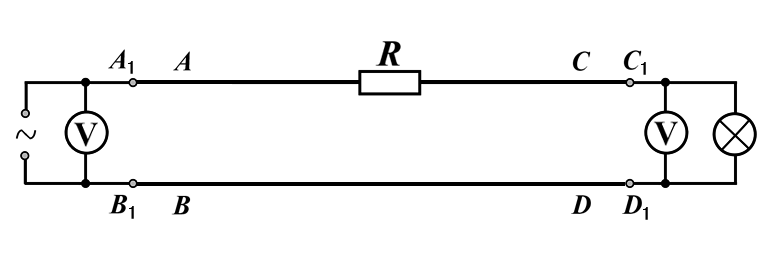 A₁ A R C C₁
~ V V
B₁ B D D₁